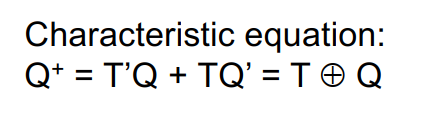 Characteristic equation:
Q⁺ = T’Q + TQ’ = T ⊕ Q